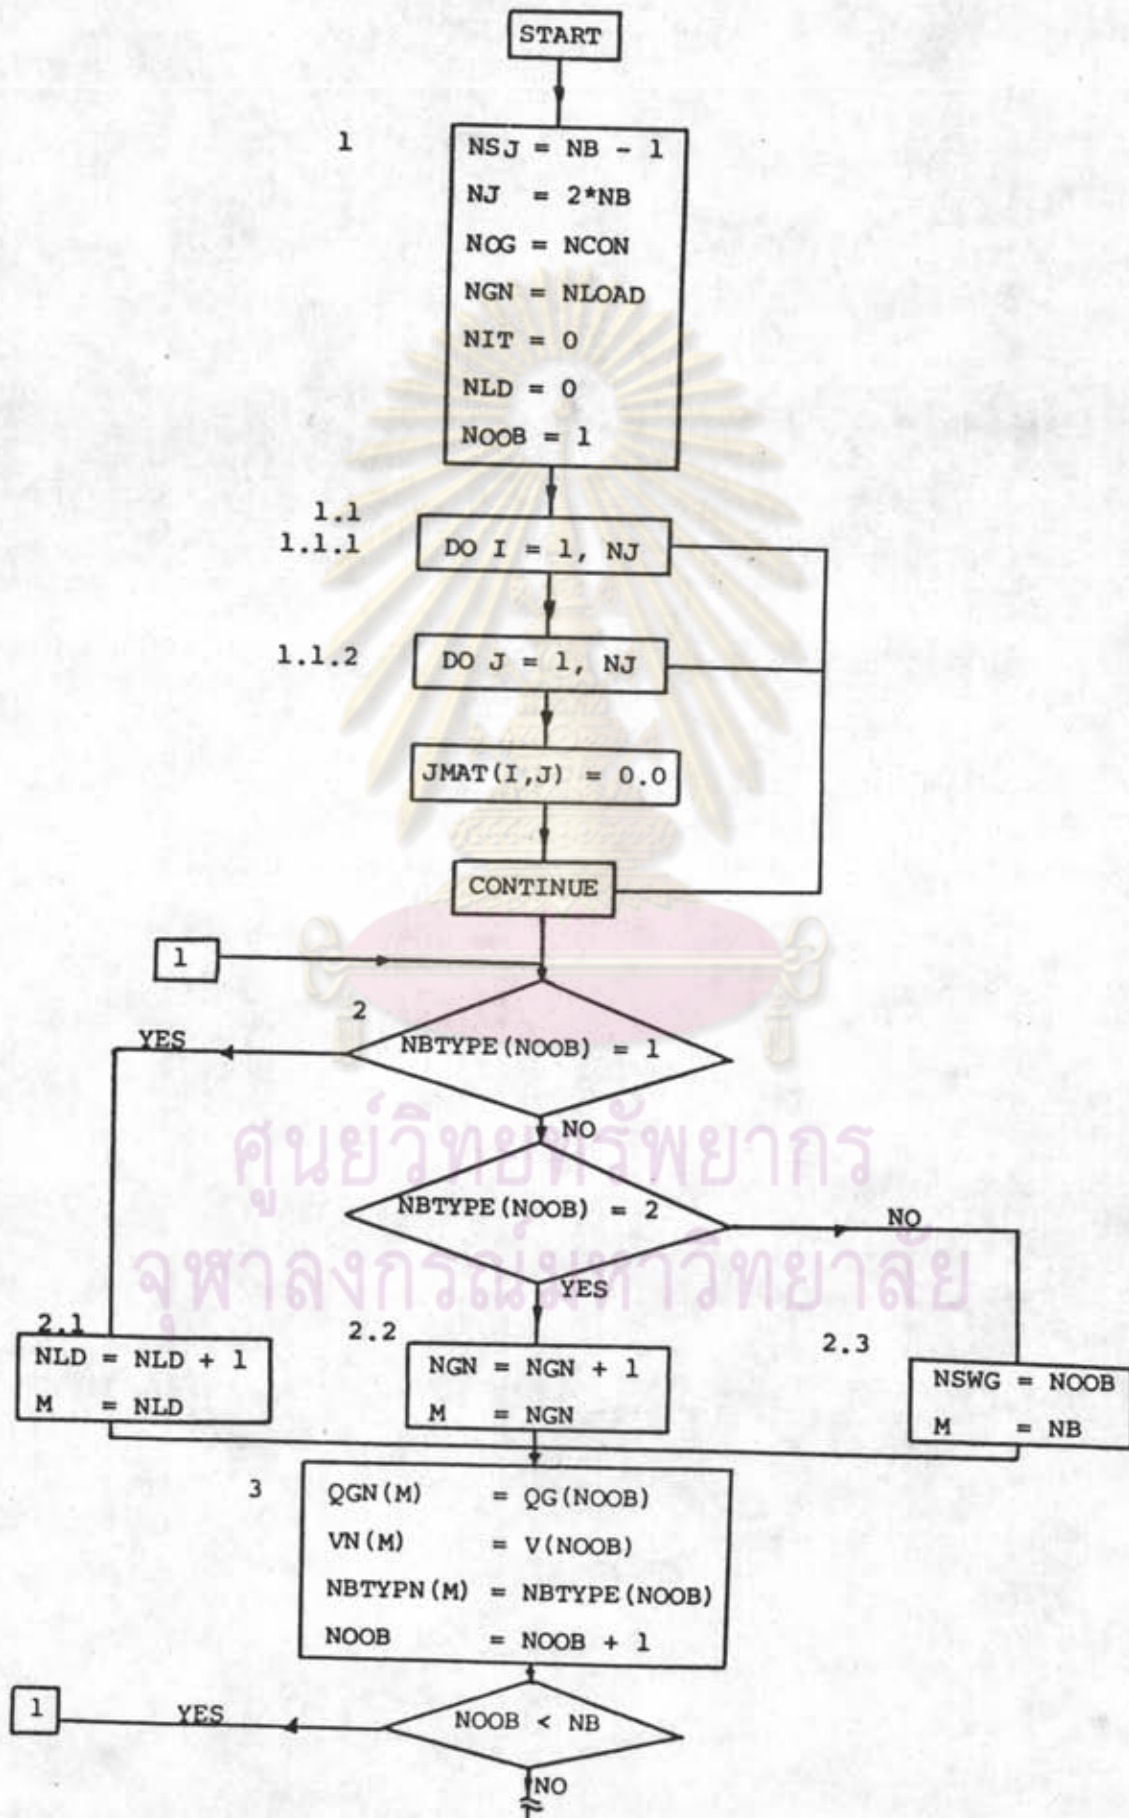 START
1
NSJ = NB - 1
NJ = 2*NB
NOG = NCON
NGN = NLOAD
NIT = 0
NLD = 0
NOOB = 1
1.1
1.1.1
DO I = 1, NJ
1.1.2
DO J = 1, NJ
JMAT(I,J) = 0.0
CONTINUE
1
2
YES
NBTYPE(NOOB) = 1
NO
ศูนย์วิทยทรัพยากร
NBTYPE(NOOB) = 2
NO
จุฬาลงกรณ์มหาวิทยาลัย
YES
2.1
NLD = NLD + 1
M = NLD
2.2
NGN = NGN + 1
M = NGN
2.3
NSWG = NOOB
M = NB
3
QGN(M) = QG(NOOB)
VN(M) = V(NOOB)
NBTYPN(M) = NBTYPE(NOOB)
NOOB = NOOB + 1
1
YES
NOOB < NB
NO